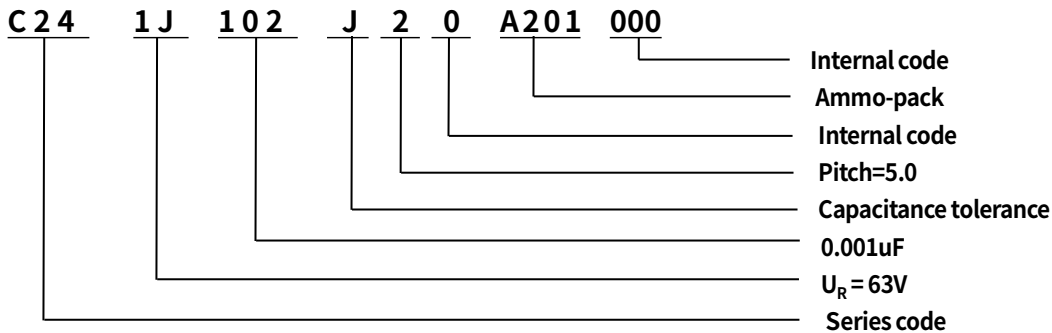 C24 1J 102 J 2 0 A201 000
Internal code
Ammo-pack
Internal code
Pitch=5.0
Capacitance tolerance
0.001uF
UR = 63V
Series code